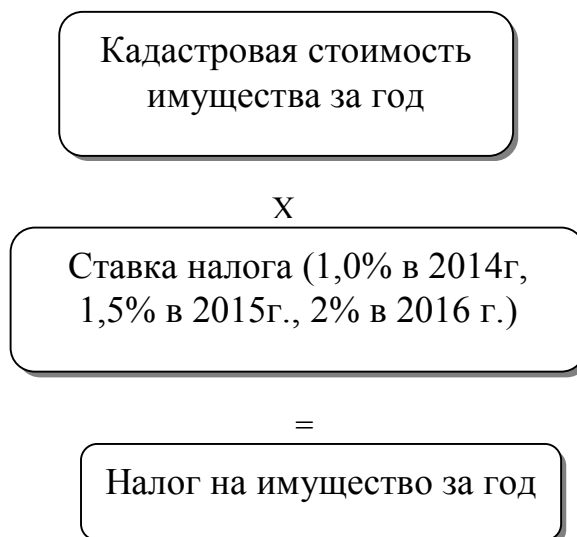 Кадастровая стоимость
имущества за год
X
Ставка налога (1,0% в 2014г,
1,5% в 2015г., 2% в 2016 г.)
=
Налог на имущество за год